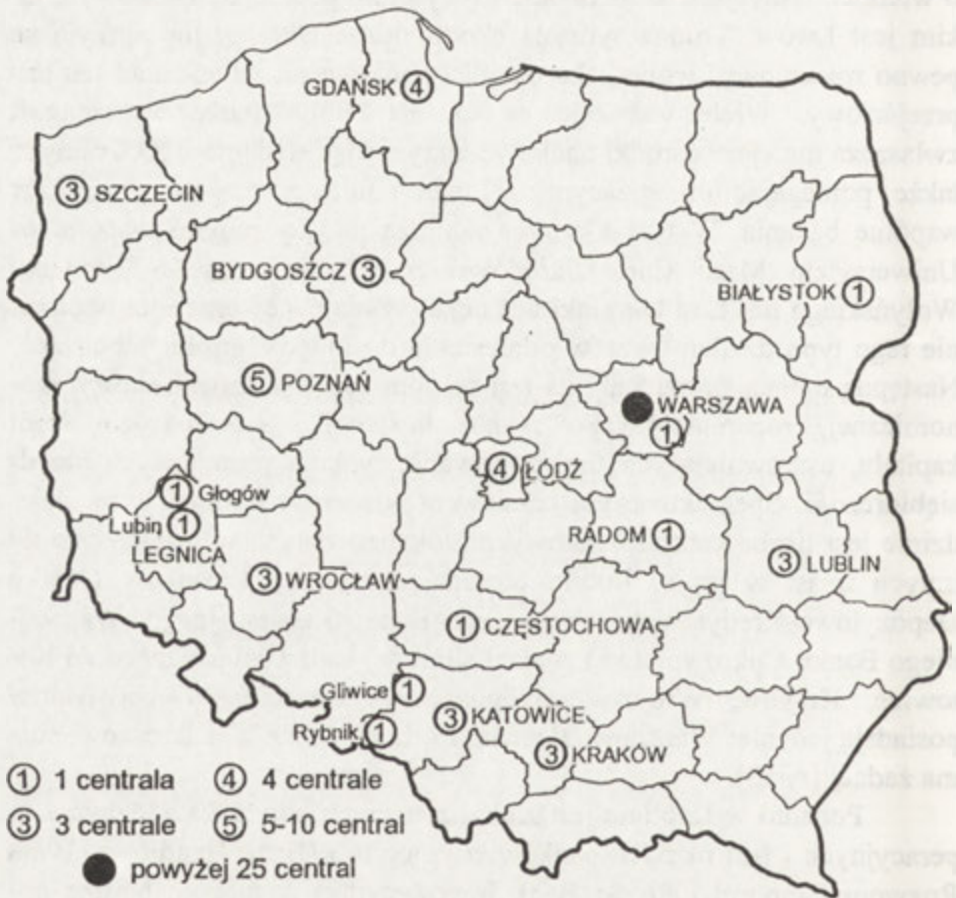 GDAŃSK 4
3 SZCZECIN
BYDGOSZCZ 3
BIAŁYSTOK 1
5 POZNAŃ
WARSZAWA
1
4 ŁÓDŹ
1 Głogów
Lubin 1
LEGNICA
RADOM 1
3 LUBLIN
3 WROCŁAW
1 CZĘSTOCHOWA
Gliwice 1
3 KATOWICE
Rybnik 1
3 KRAKÓW
1 1 centrala
4 4 centrale
3 3 centrale
5 5-10 central
powyżej 25 central